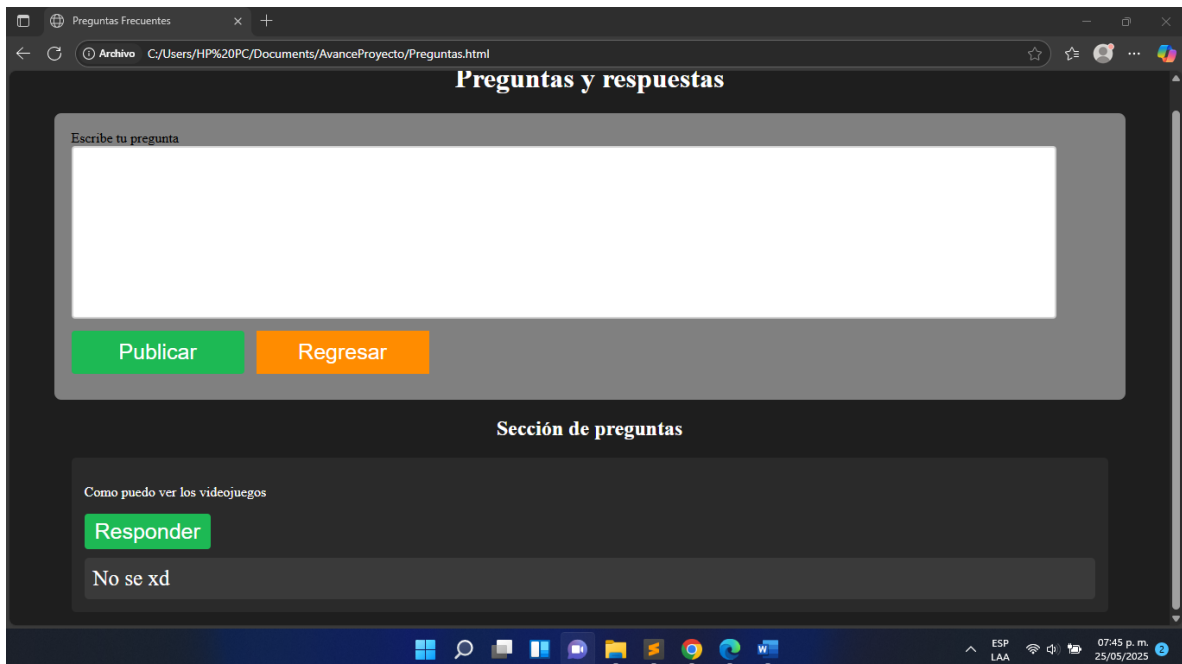 Preguntas Frecuentes
Archivo C:/Users/HP%20PC/Documents/AvanceProyecto/Preguntas.html
Preguntas y respuestas
Escribe tu pregunta
Publicar Regresar
Sección de preguntas
Como puedo ver los videojuegos
Responder
No se xd
ESP 07:45 p. m.
LAA 25/05/2025 2